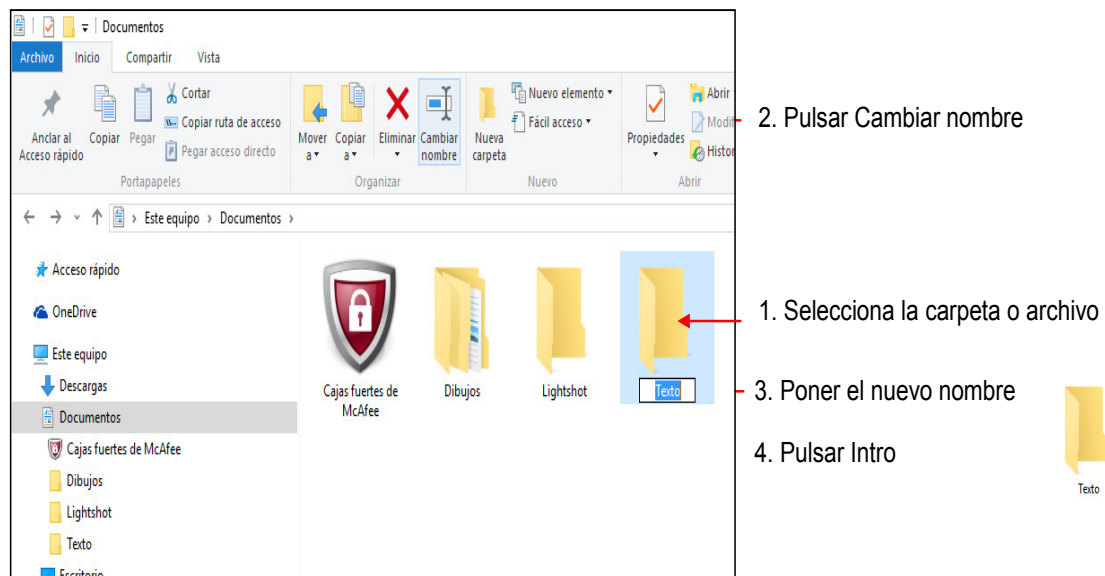 Documentos
Archivo Inicio Compartir Vista
Anclar al
Acceso rápido
Copiar
Pegar
Cortar
Copiar ruta de acceso
Pegar acceso directo
Portapapeles
Mover
a
Copiar
a
Eliminar
Cambiar
nombre
Organizar
Nueva
carpeta
Nuevo elemento
Fácil acceso
Nuevo
Propiedades
Abrir
Modif
Histor
Abrir
2. Pulsar Cambiar nombre
Este equipo > Documentos >
Acceso rápido
OneDrive
Este equipo
Descargas
Documentos
Cajas fuertes de McAfee
Dibujos
Lightshot
Texto
Escritorio
Cajas fuertes de
McAfee
Dibujos
Lightshot
Texto
1. Selecciona la carpeta o archivo
3. Poner el nuevo nombre
4. Pulsar Intro
Texto